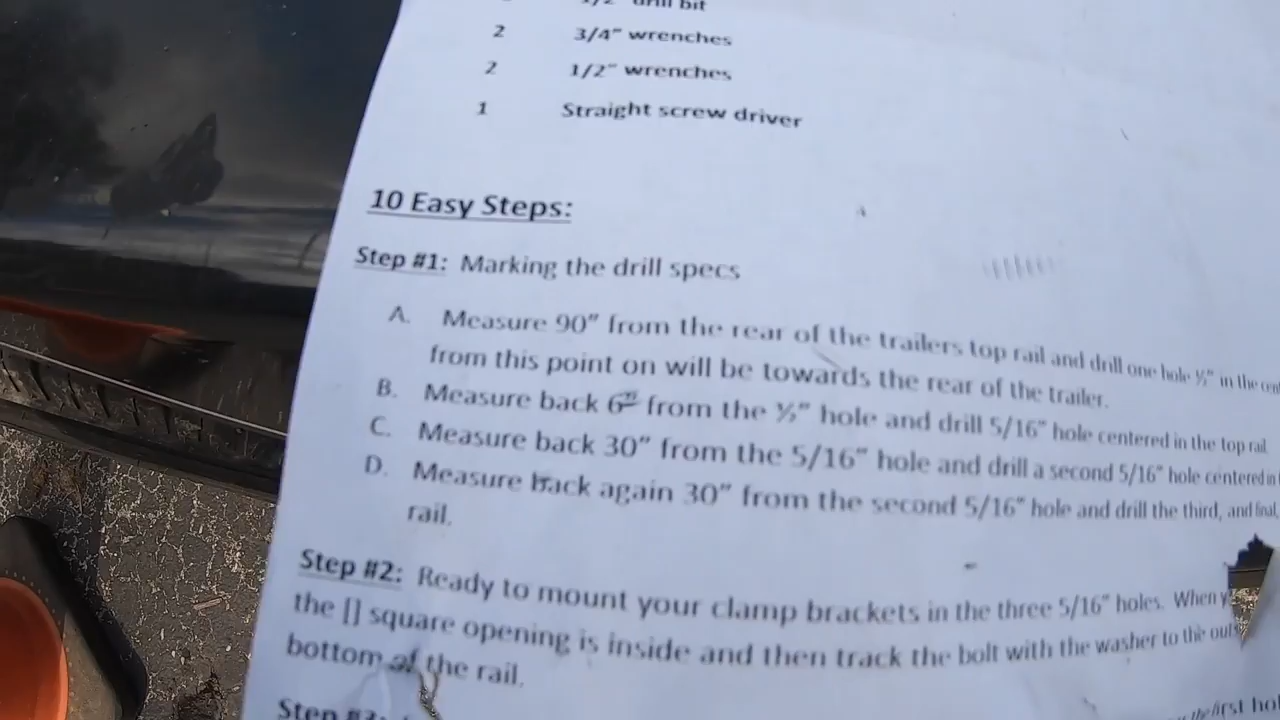 drill bit
2 3/4" wrenches
2 1/2" wrenches
1 Straight screw driver
10 Easy Steps:
Step #1: Marking the drill specs
A. Measure 90" from the rear of the trailers top rail and drill one hole ½" in the
from this point on will be towards the rear of the trailer.
B. Measure back 6" from the ½" hole and drill 5/16" hole centered in the top rail.
C. Measure back 30" from the 5/16" hole and drill a second 5/16" hole centered in
D. Measure back again 30" from the second 5/16" hole and drill the third, and final,
rail.
Step #2: Ready to mount your clamp brackets in the three 5/16" holes. When
the [] square opening is inside and then track the bolt with the washer to the
bottom of the rail.
Step #3:
the first